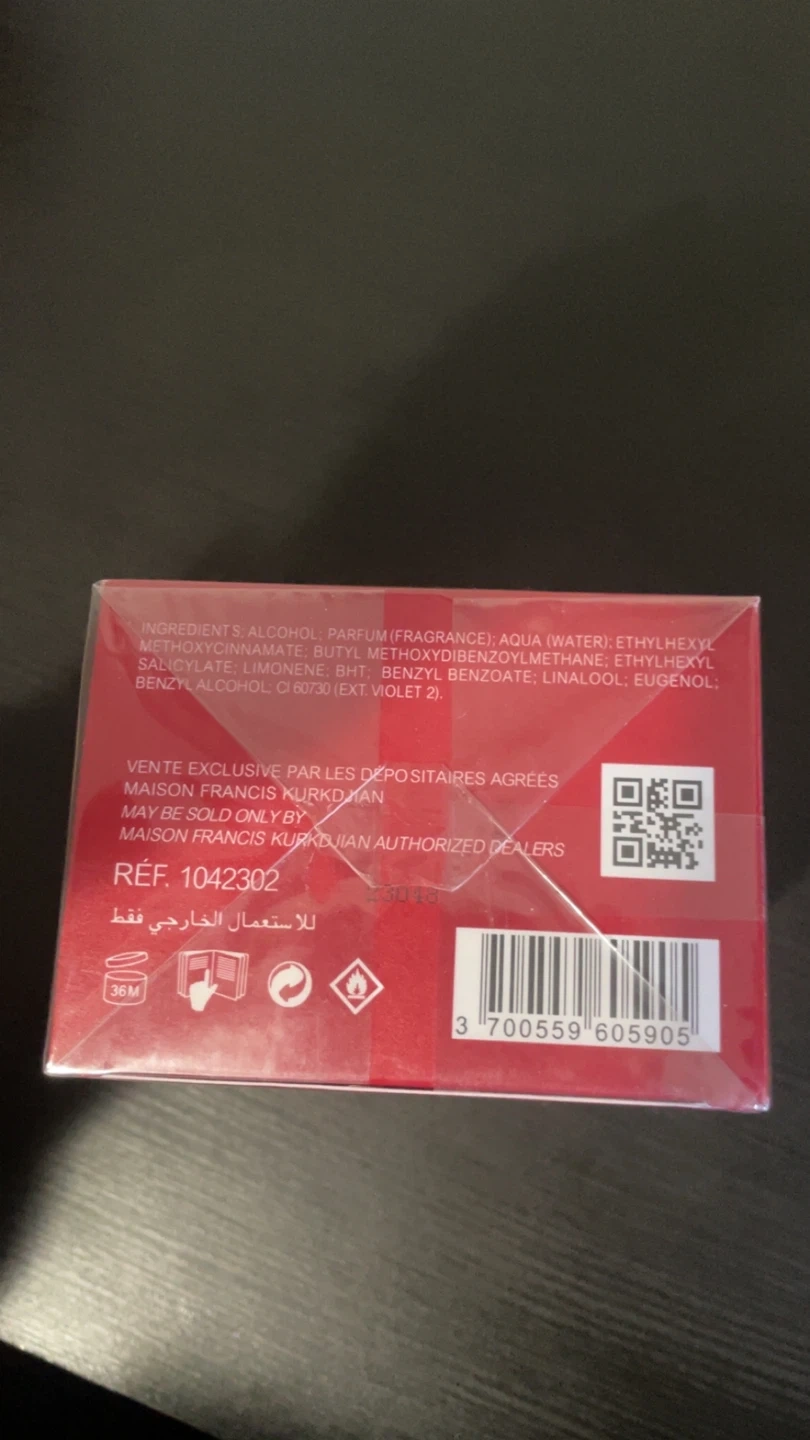 INGREDIENTS: ALCOHOL; PARFUM (FRAGRANCE); AQUA (WATER); ETHYLHEXYL
METHOXYCINNAMATE; BUTYL METHOXYDIBENZOYLMETHANE; ETHYLHEXYL
SALICYLATE; LIMONENE; BHT; BENZYL BENZOATE; LINALOOL; EUGENOL;
BENZYL ALCOHOL; CI 60730 (EXT. VIOLET 2).
VENTE EXCLUSIVE PAR LES DÉPOSITAIRES AGRÉÉS
MAISON FRANCIS KURKDJIAN
MAY BE SOLD ONLY BY
MAISON FRANCIS KURKDJIAN AUTHORIZED DEALERS
RÉF. 1042302
للاستعمال الخارجي فقط
36M
3 700559 605905